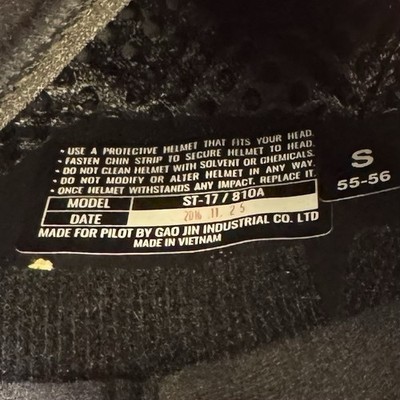 • USE A PROTECTIVE HELMET THAT FITS YOUR HEAD.
• FASTEN CHIN STRIP TO SECURE HELMET TO HEAD.
• DO NOT CLEAN HELMET WITH SOLVENT OR CHEMICALS.
• DO NOT MODIFY OR ALTER HELMET IN ANY WAY.
• ONCE HELMET WITHSTANDS ANY IMPACT. REPLACE IT.
MODEL ST-17 / 810A
DATE 2016. 11. 25
MADE FOR PILOT BY GAO JIN INDUSTRIAL CO. LTD
MADE IN VIETNAM
S
55-56